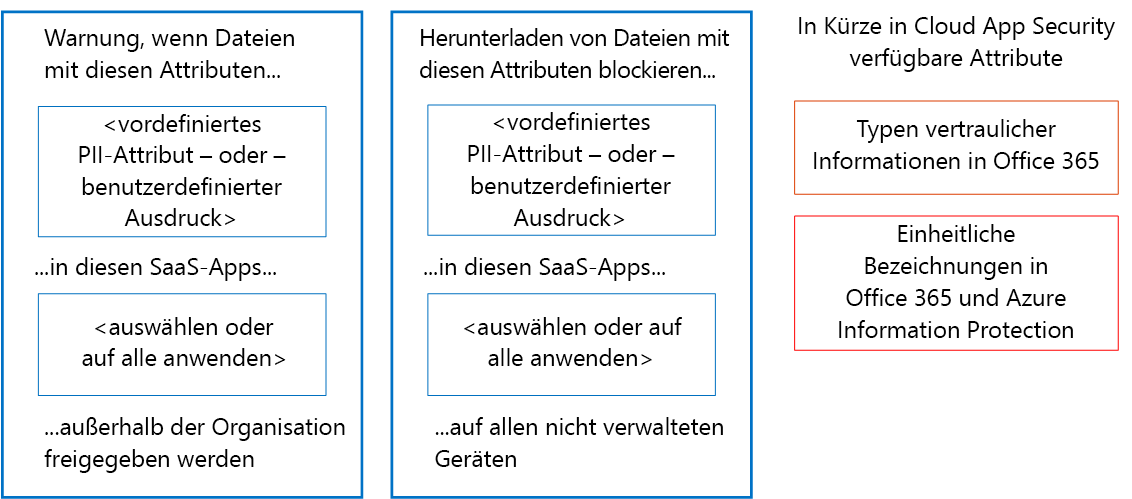 Warnung, wenn Dateien
mit diesen Attributen...
<vordefiniertes
PII-Attribut – oder –
benutzerdefinierter
Ausdruck>
...in diesen SaaS-Apps...
<auswählen oder
auf alle anwenden>
...außerhalb der Organisation
freigegeben werden
Herunterladen von Dateien mit
diesen Attributen blockieren...
<vordefiniertes
PII-Attribut – oder –
benutzerdefinierter
Ausdruck>
...in diesen SaaS-Apps...
<auswählen oder auf
alle anwenden>
...auf allen nicht verwalteten
Geräten
In Kürze in Cloud App Security
verfügbare Attribute
Typen vertraulicher
Informationen in Office 365
Einheitliche
Bezeichnungen in
Office 365 und Azure
Information Protection